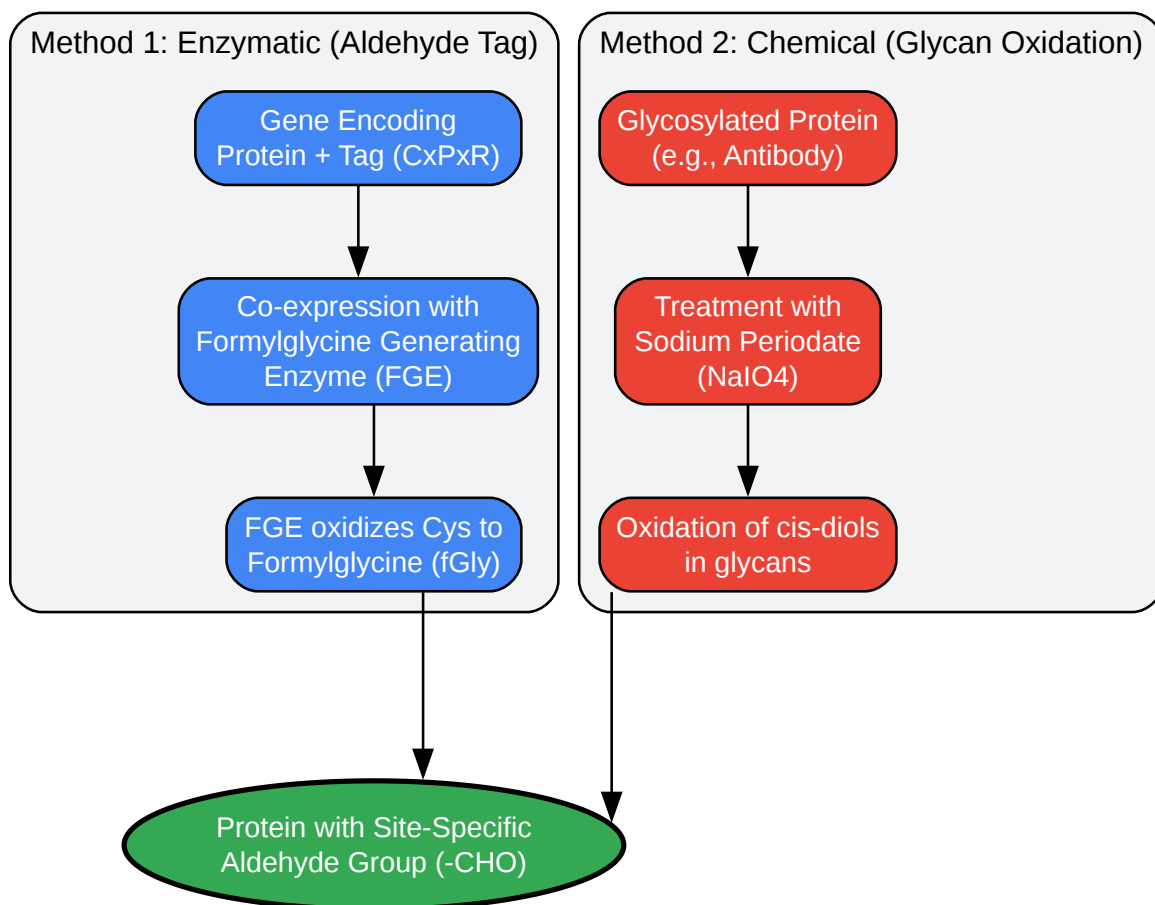 Method 1: Enzymatic (Aldehyde Tag)
Gene Encoding
Protein + Tag (CxPxR)
Co-expression with
Formylglycine Generating
Enzyme (FGE)
FGE oxidizes Cys to
Formylglycine (fGly)
Method 2: Chemical (Glycan Oxidation)
Glycosylated Protein
(e.g., Antibody)
Treatment with
Sodium Periodate
(NaIO4)
Oxidation of cis-diols
in glycans
Protein with Site-Specific
Aldehyde Group (-CHO)